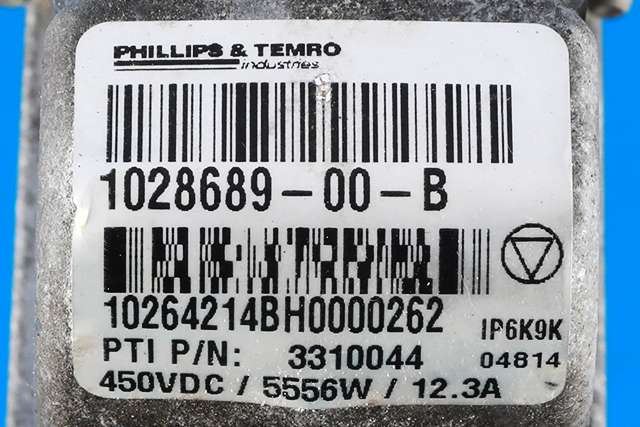 PHILLIPS & TEMRO
industries
1028689-00-B
10264214BH0000262
IP6K9K
PTI P/N: 3310044
04814
450VDC / 5556W / 12.3A